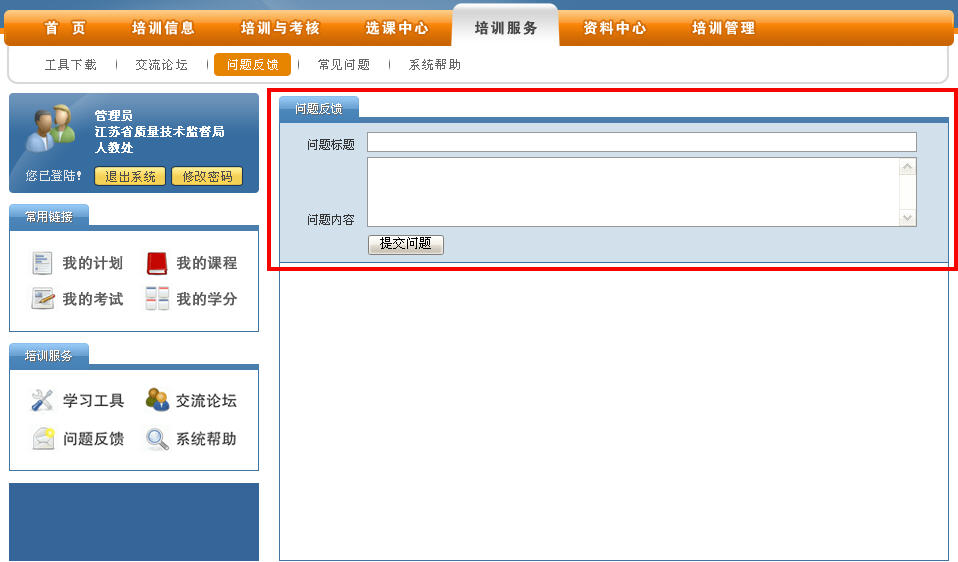 首 页 培训信息 培训与考核 选课中心 培训服务 资料中心 培训管理
工具下载 交流论坛 问题反馈 常见问题 系统帮助
管理员
江苏省质量技术监督局
人教处
您已登陆! 退出系统 修改密码
常用链接
我的计划 我的课程
我的考试 我的学分
培训服务
学习工具 交流论坛
问题反馈 系统帮助
问题反馈
问题标题
问题内容
提交问题